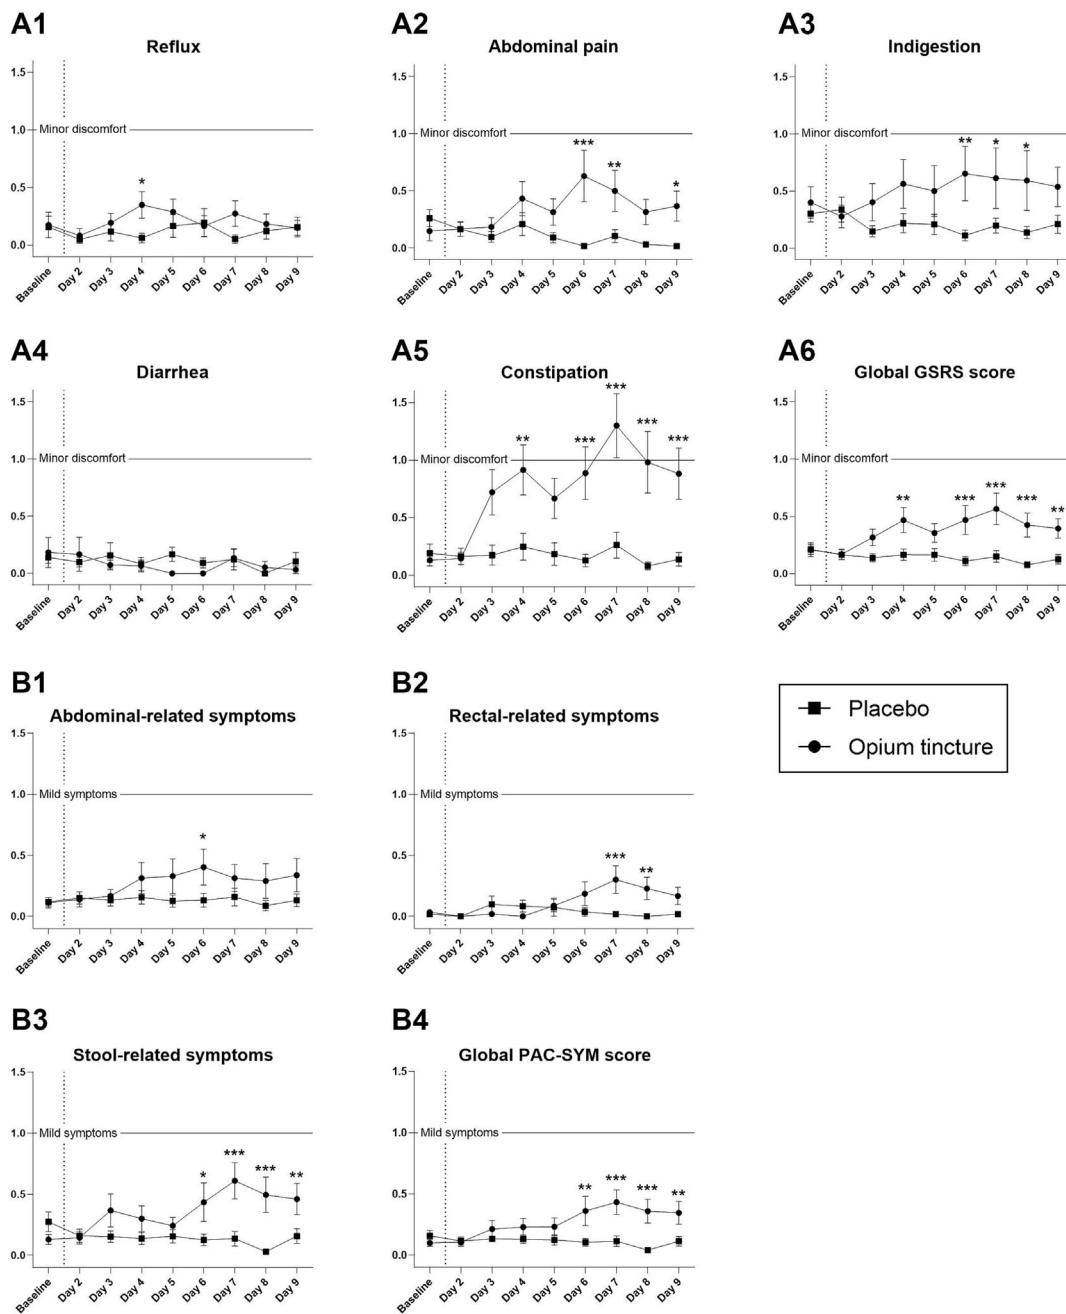 A1
Reflux
1.5
1.0
0.5
0.0
Minor discomfort
*
Baseline
Day 2
Day 3
Day 4
Day 5
Day 6
Day 7
Day 8
Day 9
A2
Abdominal pain
1.5
1.0
0.5
0.0
Minor discomfort
***
**
*
Baseline
Day 2
Day 3
Day 4
Day 5
Day 6
Day 7
Day 8
Day 9
A3
Indigestion
1.5
1.0
0.5
0.0
Minor discomfort
**
*
*
Baseline
Day 2
Day 3
Day 4
Day 5
Day 6
Day 7
Day 8
Day 9
A4
Diarrhea
1.5
1.0
0.5
0.0
Minor discomfort
Baseline
Day 2
Day 3
Day 4
Day 5
Day 6
Day 7
Day 8
Day 9
A5
Constipation
1.5
1.0
0.5
0.0
Minor discomfort
**
***
***
***
***
Baseline
Day 2
Day 3
Day 4
Day 5
Day 6
Day 7
Day 8
Day 9
A6
Global GSRS score
1.5
1.0
0.5
0.0
Minor discomfort
**
***
***
***
**
Baseline
Day 2
Day 3
Day 4
Day 5
Day 6
Day 7
Day 8
Day 9
B1
Abdominal-related symptoms
1.5
1.0
0.5
0.0
Mild symptoms
*
Baseline
Day 2
Day 3
Day 4
Day 5
Day 6
Day 7
Day 8
Day 9
B2
Rectal-related symptoms
1.5
1.0
0.5
0.0
Mild symptoms
***
**
Baseline
Day 2
Day 3
Day 4
Day 5
Day 6
Day 7
Day 8
Day 9
Placebo
Opium tincture
B3
Stool-related symptoms
1.5
1.0
0.5
0.0
Mild symptoms
*
***
***
**
Baseline
Day 2
Day 3
Day 4
Day 5
Day 6
Day 7
Day 8
Day 9
B4
Global PAC-SYM score
1.5
1.0
0.5
0.0
Mild symptoms
**
***
***
**
Baseline
Day 2
Day 3
Day 4
Day 5
Day 6
Day 7
Day 8
Day 9